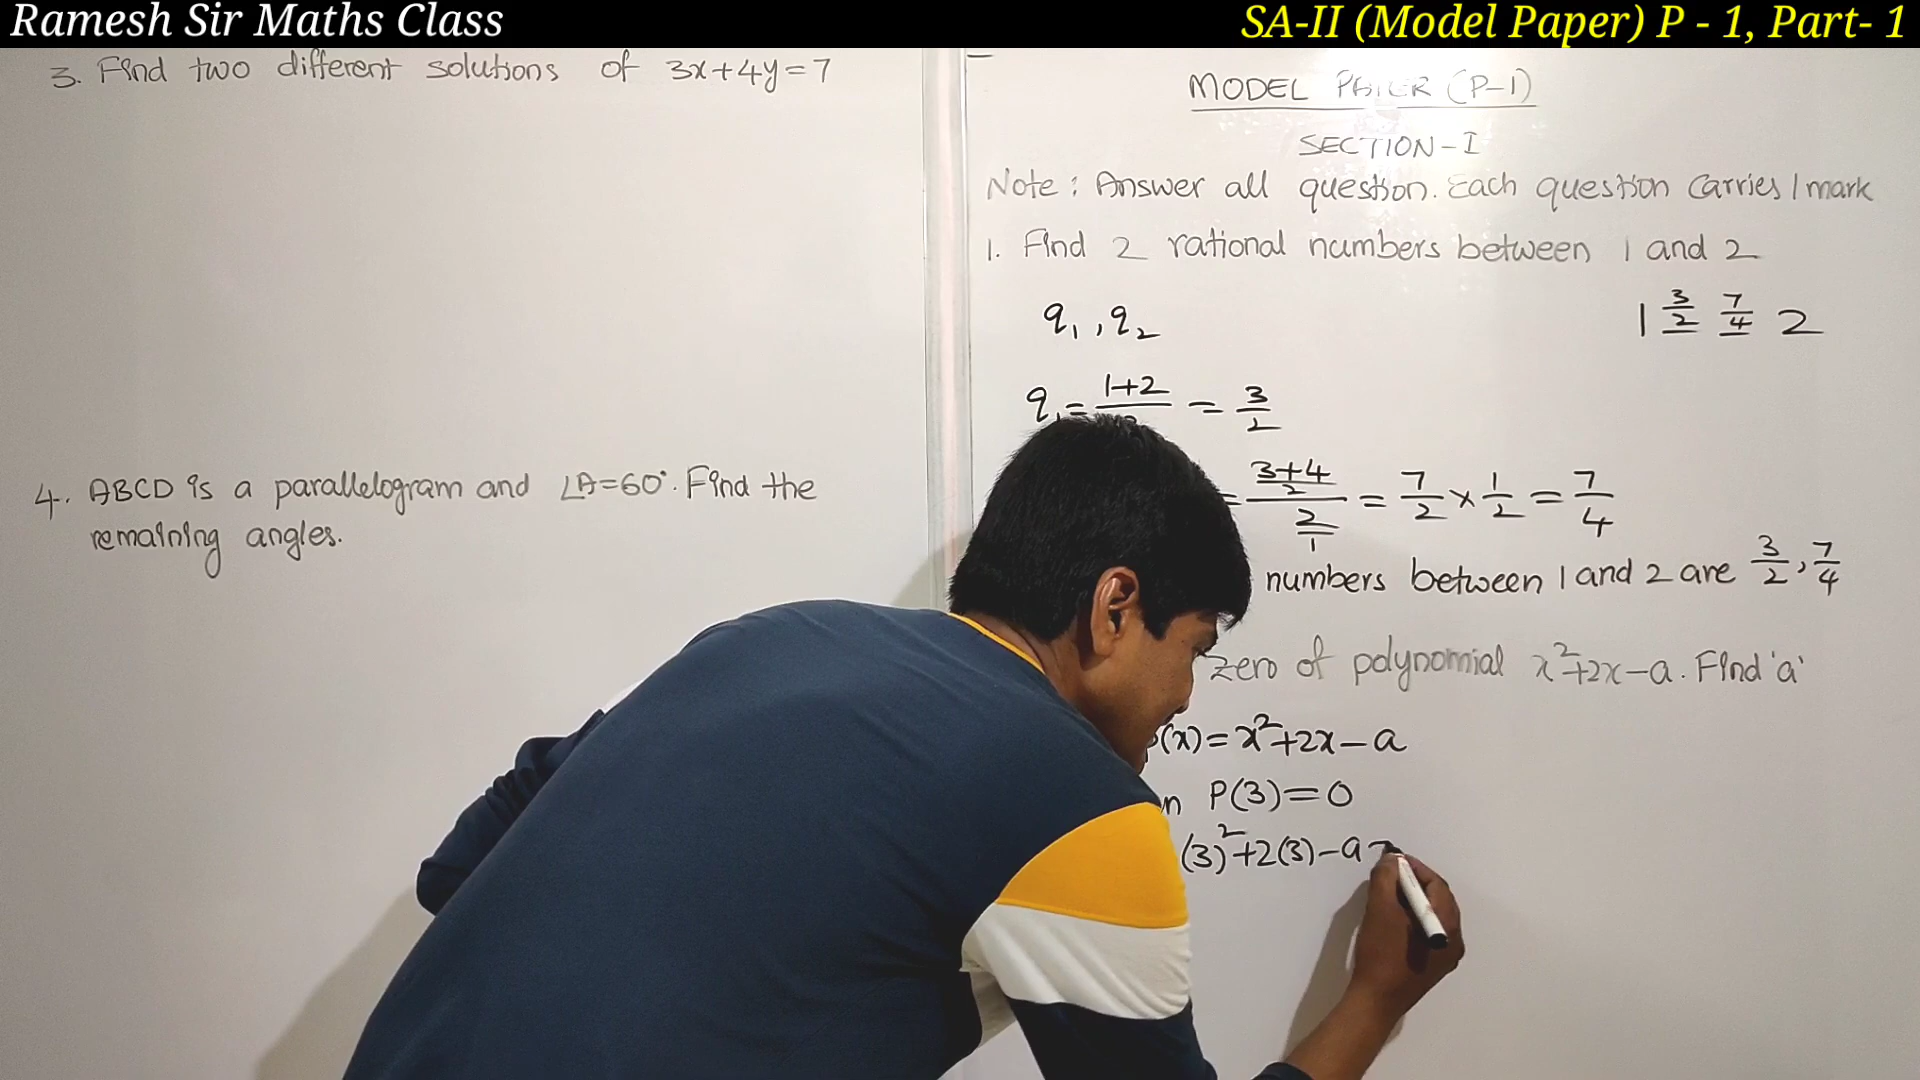 Ramesh Sir Maths Class
SA-II (Model Paper) P - 1, Part- 1
3. Find two different solutions of 3x+4y=7
4. ABCD is a parallelogram and ∠A=60°. Find the
remaining angles.
MODEL PAPER (P-1)
SECTION-I
Note: Answer all question. Each question carries 1 mark
1. Find 2 rational numbers between 1 and 2
q₁, q₂
1 3/2 7/4 2
q₁ = 1+2/ = 3/2
= (3+4)/2 / 2/1 = 7/2 × 1/2 = 7/4
numbers between 1 and 2 are 3/2, 7/4
zero of polynomial x²+2x-a. Find 'a'
(x)=x²+2x-a
n P(3)=0
(3)²+2(3)-a